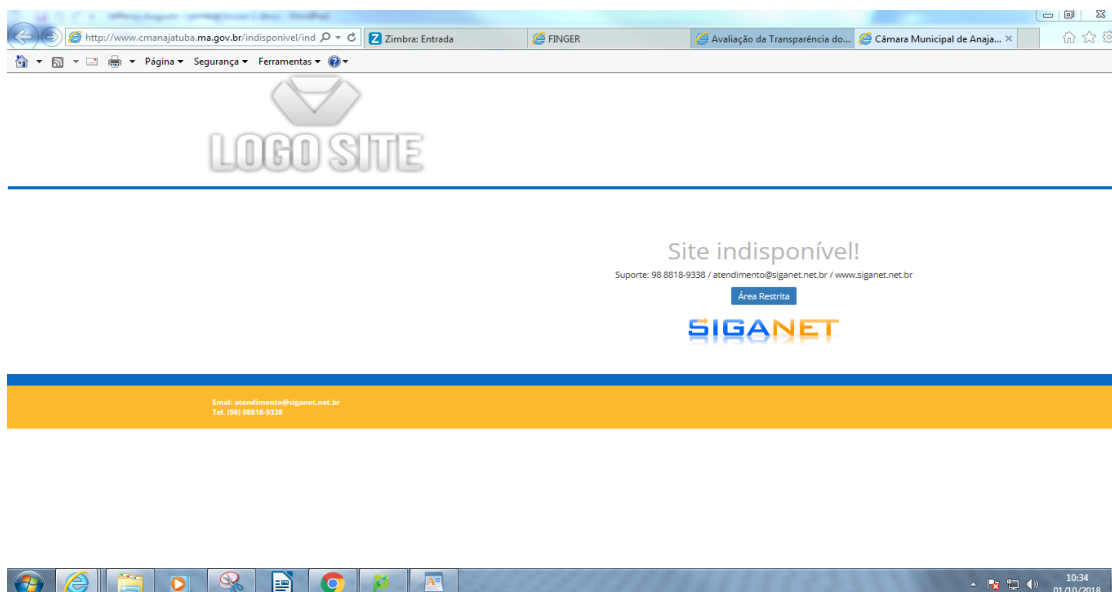 http://www.cmanajatuba.ma.gov.br/indisponivel/ind
Zimbra: Entrada
FINGER
Avaliação da Transparência do...
Câmara Municipal de Anaja...
Página
Segurança
Ferramentas
LOGO SITE
Site indisponível!
Suporte: 98 8818-9338 / atendimento@siganet.net.br / www.siganet.net.br
Área Restrita
SIGANET
Emal: atendimento@siganet.net.br
Tel. (98) 98818-9338
10:34
01/10/2018